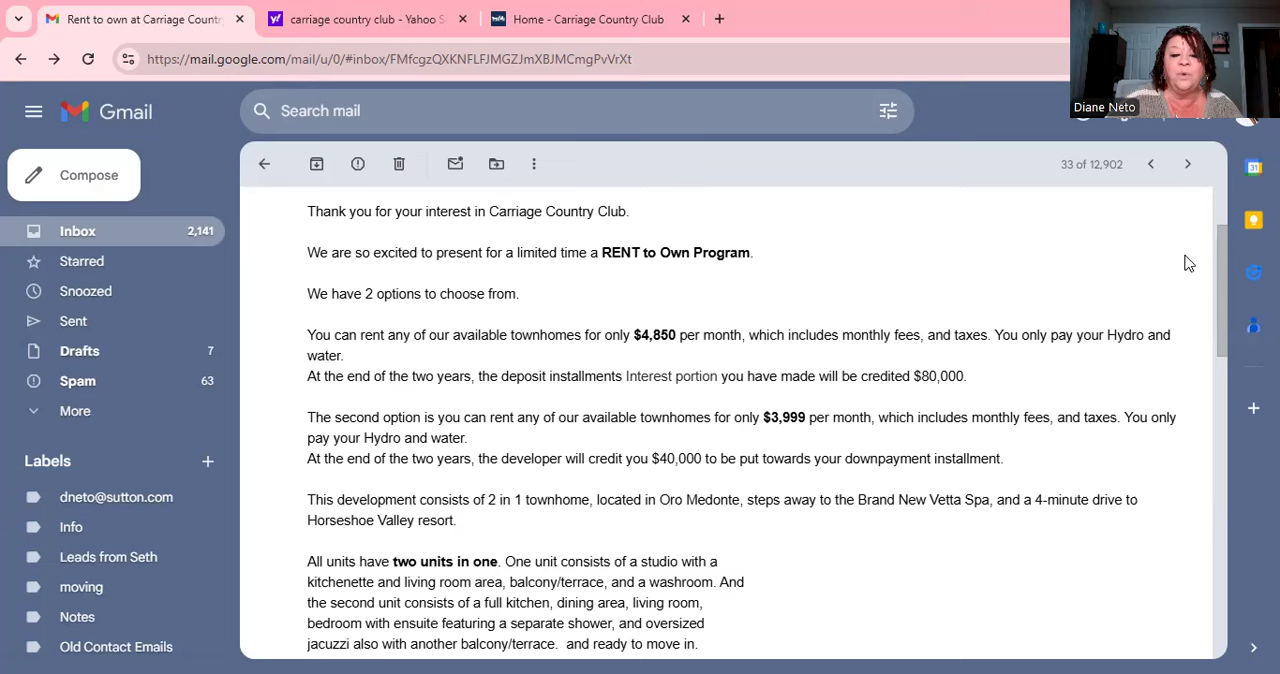 Rent to own at Carriage Countr
carriage country club - Yahoo S
Home - Carriage Country Club
https://mail.google.com/mail/u/0/#inbox/FMfcgzQXKNFLFJMGZJmXBJMCmgPvVrXt
Diane Neto
Gmail
Search mail
Compose
33 of 12,902
Inbox 2,141
Starred
Snoozed
Sent
Drafts 7
Spam 63
More
Labels
dneto@sutton.com
Info
Leads from Seth
moving
Notes
Old Contact Emails
Thank you for your interest in Carriage Country Club.
We are so excited to present for a limited time a RENT to Own Program.
We have 2 options to choose from.
You can rent any of our available townhomes for only $4,850 per month, which includes monthly fees, and taxes. You only pay your Hydro and
water.
At the end of the two years, the deposit installments Interest portion you have made will be credited $80,000.
The second option is you can rent any of our available townhomes for only $3,999 per month, which includes monthly fees, and taxes. You only
pay your Hydro and water.
At the end of the two years, the developer will credit you $40,000 to be put towards your downpayment installment.
This development consists of 2 in 1 townhome, located in Oro Medonte, steps away to the Brand New Vetta Spa, and a 4-minute drive to
Horseshoe Valley resort.
All units have two units in one. One unit consists of a studio with a
kitchenette and living room area, balcony/terrace, and a washroom. And
the second unit consists of a full kitchen, dining area, living room,
bedroom with ensuite featuring a separate shower, and oversized
jacuzzi also with another balcony/terrace. and ready to move in.
31